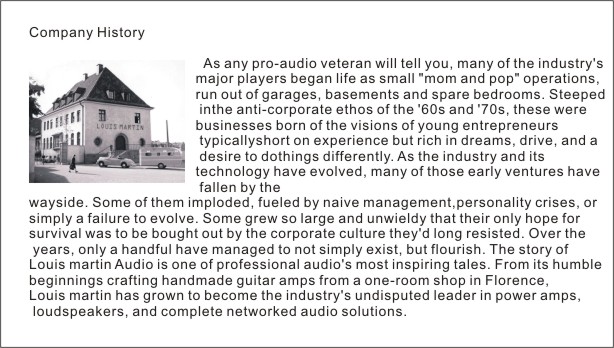 Company History
LOUIS MARTIN
As any pro-audio veteran will tell you, many of the industry's
major players began life as small "mom and pop" operations,
run out of garages, basements and spare bedrooms. Steeped
inthe anti-corporate ethos of the '60s and '70s, these were
businesses born of the visions of young entrepreneurs
typicallyshort on experience but rich in dreams, drive, and a
desire to dothings differently. As the industry and its
technology have evolved, many of those early ventures have
fallen by the
wayside. Some of them imploded, fueled by naive management,personality crises, or
simply a failure to evolve. Some grew so large and unwieldy that their only hope for
survival was to be bought out by the corporate culture they'd long resisted. Over the
years, only a handful have managed to not simply exist, but flourish. The story of
Louis martin Audio is one of professional audio's most inspiring tales. From its humble
beginnings crafting handmade guitar amps from a one-room shop in Florence,
Louis martin has grown to become the industry's undisputed leader in power amps,
loudspeakers, and complete networked audio solutions.